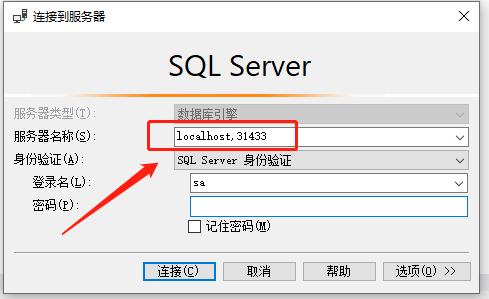 连接到服务器
SQL Server
服务器类型(T): 数据库引擎
服务器名称(S): localhost,31433
身份验证(A): SQL Server 身份验证
登录名(L): sa
密码(P):
记住密码(M)
连接(C) 取消 帮助 选项(O) >>